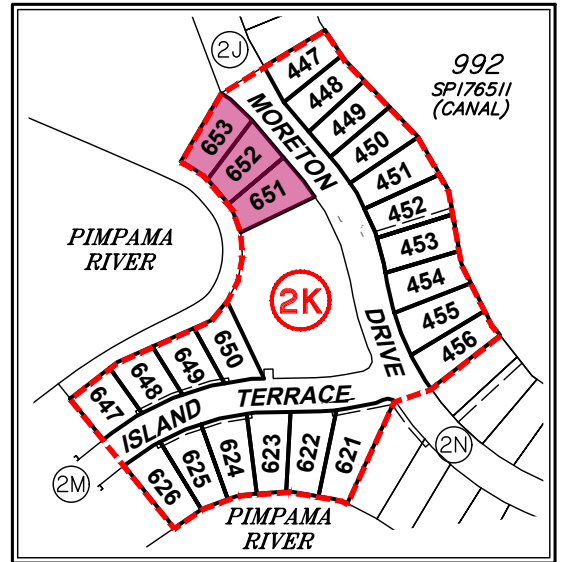 2J
447
992
SP176511
(CANAL)
448
MORETON
449
653
450
652
451
651
452
PIMPAMA
RIVER
453
454
2K
455
DRIVE
456
650
649
648
647
ISLAND TERRACE
2N
2M
626
625
624
623
622
621
PIMPAMA
RIVER